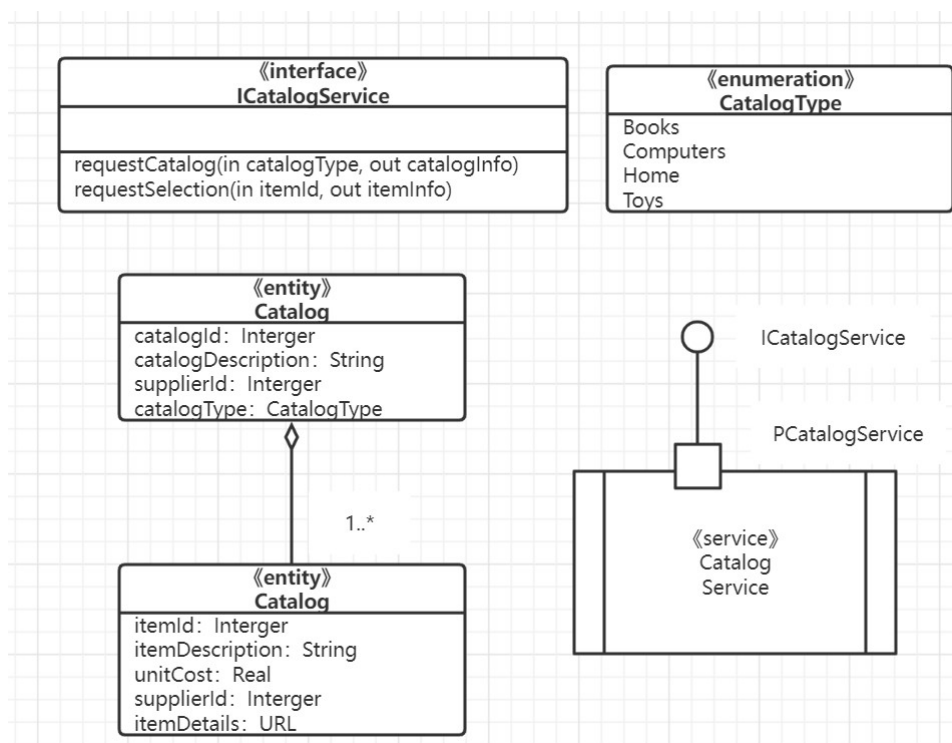 《interface》
ICatalogService
requestCatalog(in catalogType, out catalogInfo)
requestSelection(in itemId, out itemInfo)
《enumeration》
CatalogType
Books
Computers
Home
Toys
《entity》
Catalog
catalogId：Interger
catalogDescription：String
supplierId：Interger
catalogType：CatalogType
1..*
《entity》
Catalog
itemId：Interger
itemDescription：String
unitCost：Real
supplierId：Interger
itemDetails：URL
ICatalogService
PCatalogService
《service》
Catalog
Service